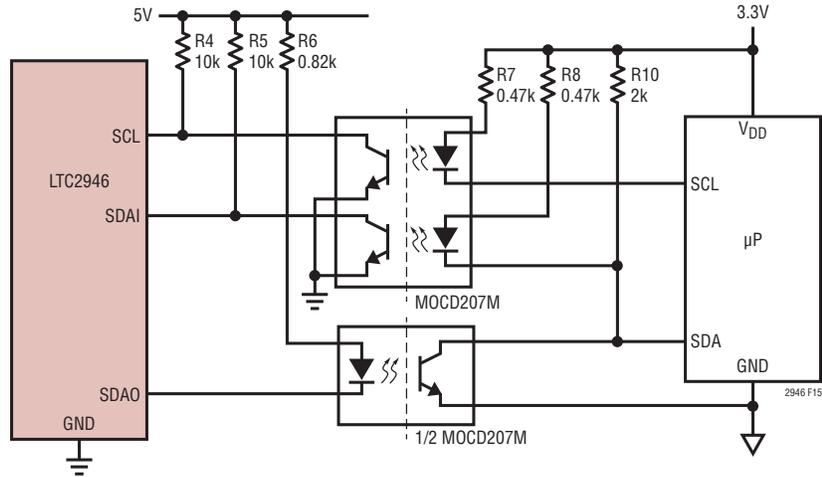 5V
R4
10k
R5
10k
R6
0.82k
3.3V
R7
0.47k
R8
0.47k
R10
2k
SCL
LTC2946
SDAI
SDAO
GND
MOCD207M
1/2 MOCD207M
VDD
SCL
µP
SDA
GND
2946 F15